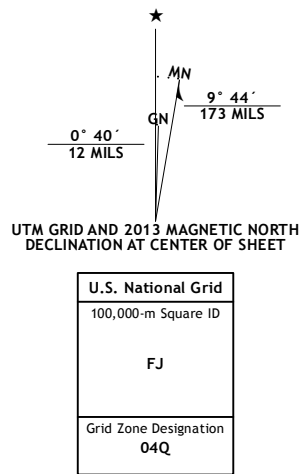 ★
MN
GN
9° 44´
173 MILS
0° 40´
12 MILS
UTM GRID AND 2013 MAGNETIC NORTH
DECLINATION AT CENTER OF SHEET
U.S. National Grid
100,000-m Square ID
FJ
Grid Zone Designation
04Q